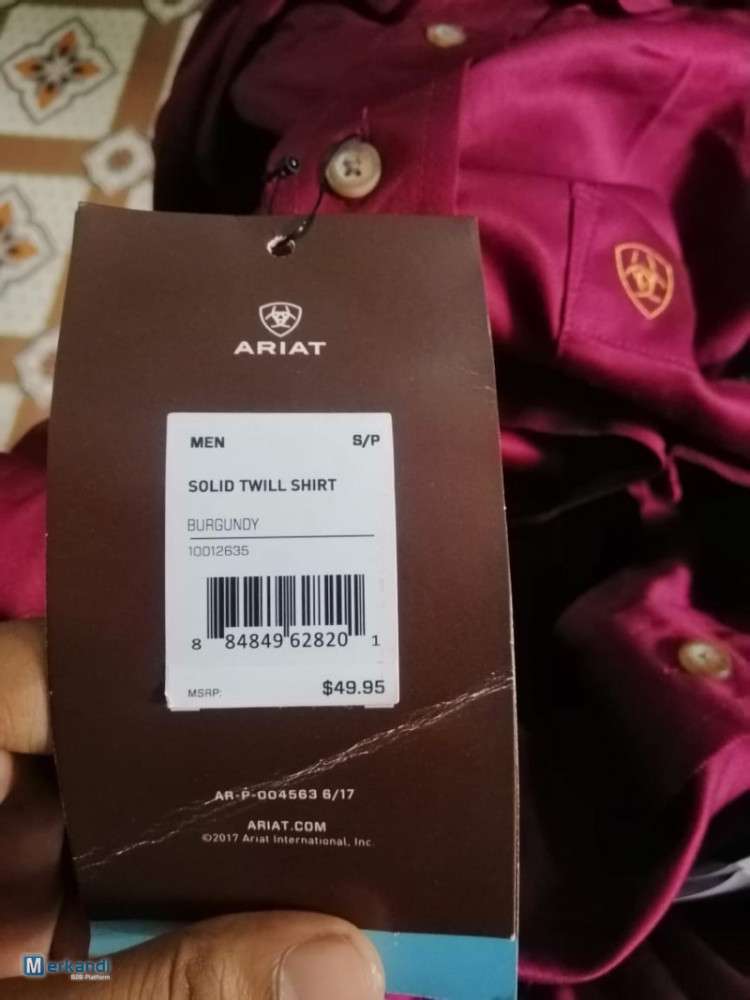 ARIAT
MEN S/P
SOLID TWILL SHIRT
BURGUNDY
10012635
8 84849 62820 1
MSRP: $49.95
AR-P-004563 6/17
ARIAT.COM
©2017 Ariat International, Inc.
Merkandi
B2B Platform